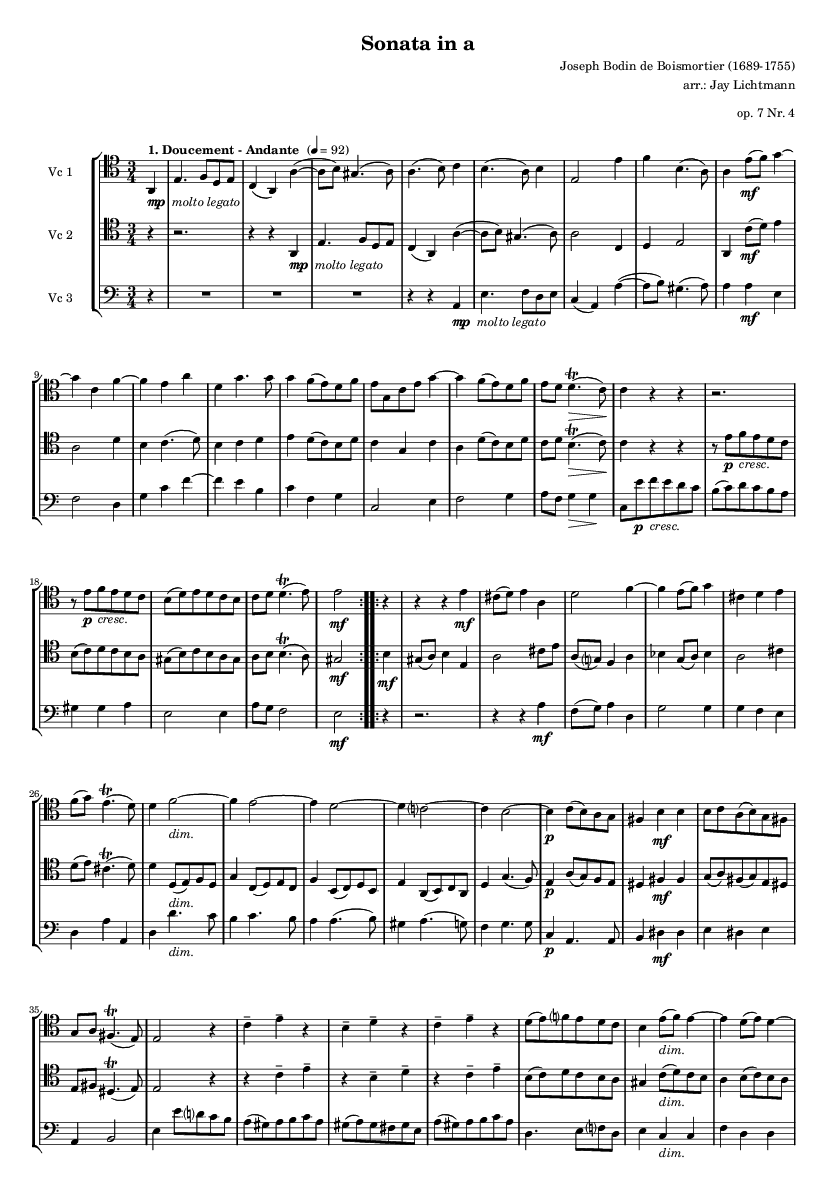 Sonata in a
Joseph Bodin de Boismortier (1689-1755)
arr.: Jay Lichtmann
op. 7 Nr. 4
1. Doucement - Andante (♩= 92)
Vc 1
mp molto legato
mf
Vc 2
mp molto legato
mf
Vc 3
mp molto legato
mf
9
p cresc.
p cresc.
18
p cresc.
mf
mf
mf
mf
mf
mf
26
dim.
p
mf
dim.
p
mf
dim.
p
mf
35
dim.
dim.
dim.